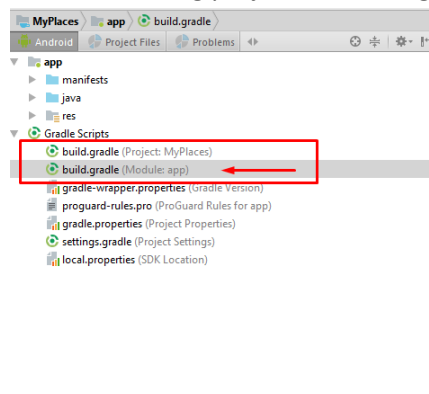 MyPlaces app build.gradle
Android Project Files Problems
app
manifests
java
res
Gradle Scripts
build.gradle (Project: MyPlaces)
build.gradle (Module: app)
gradle-wrapper.properties (Gradle Version)
proguard-rules.pro (ProGuard Rules for app)
gradle.properties (Project Properties)
settings.gradle (Project Settings)
local.properties (SDK Location)